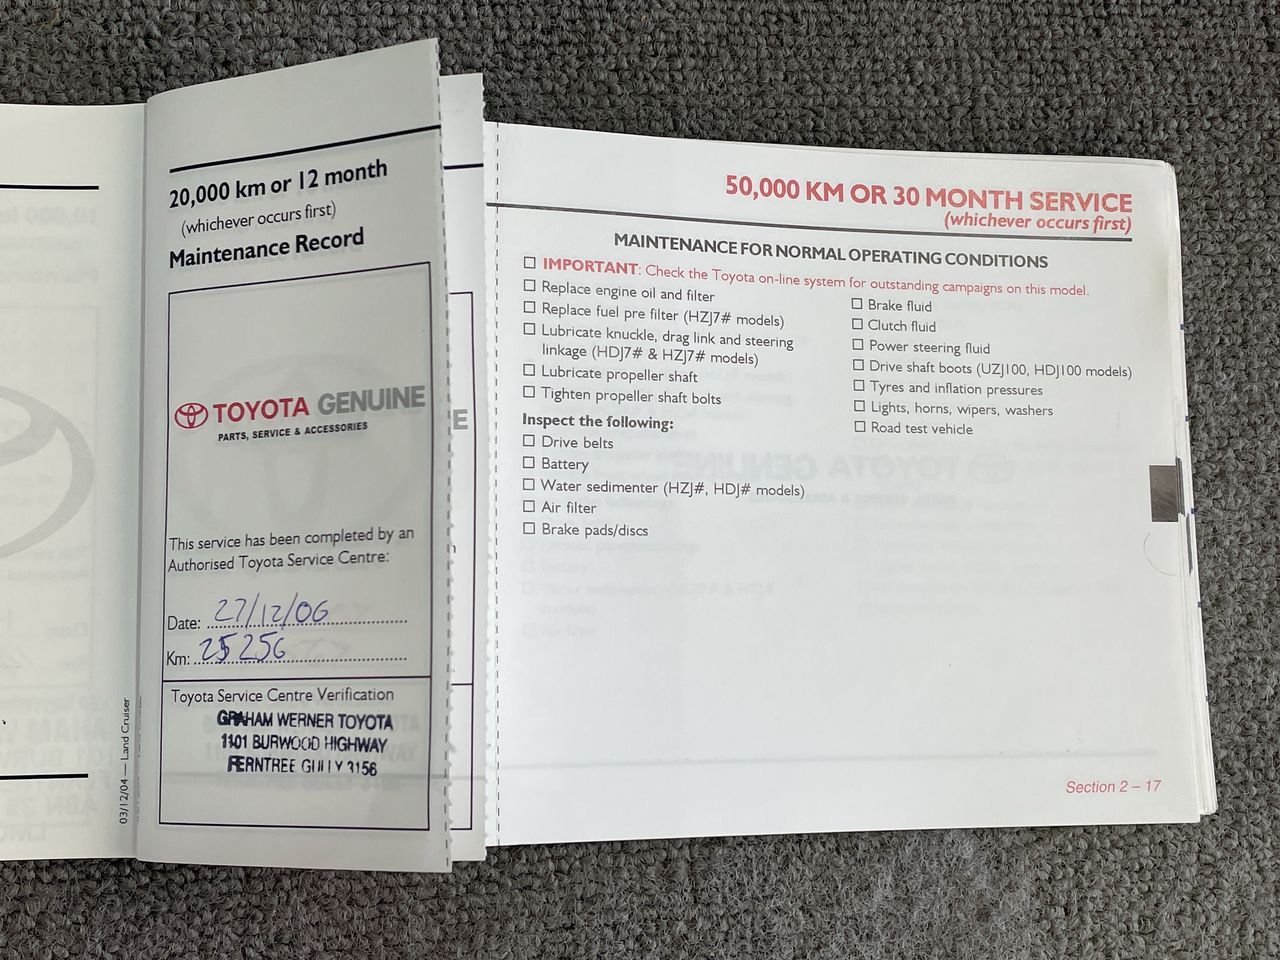 20,000 km or 12 month
(whichever occurs first)
Maintenance Record
TOYOTA GENUINE
PARTS, SERVICE & ACCESSORIES
This service has been completed by an
Authorised Toyota Service Centre:
Date: 27/12/06
Km: 25256
Toyota Service Centre Verification
GRAHAM WERNER TOYOTA
1101 BURWOOD HIGHWAY
FERNTREE GULLY 3156
03/12/04 — Land Cruiser
50,000 KM OR 30 MONTH SERVICE
(whichever occurs first)
MAINTENANCE FOR NORMAL OPERATING CONDITIONS
IMPORTANT: Check the Toyota on-line system for outstanding campaigns on this model.
Replace engine oil and filter
Replace fuel pre filter (HZJ7# models)
Lubricate knuckle, drag link and steering
linkage (HDJ7# & HZJ7# models)
Lubricate propeller shaft
Tighten propeller shaft bolts
Inspect the following:
Drive belts
Battery
Water sedimenter (HZJ#, HDJ# models)
Air filter
Brake pads/discs
Brake fluid
Clutch fluid
Power steering fluid
Drive shaft boots (UZJ100, HDJ100 models)
Tyres and inflation pressures
Lights, horns, wipers, washers
Road test vehicle
Section 2 – 17